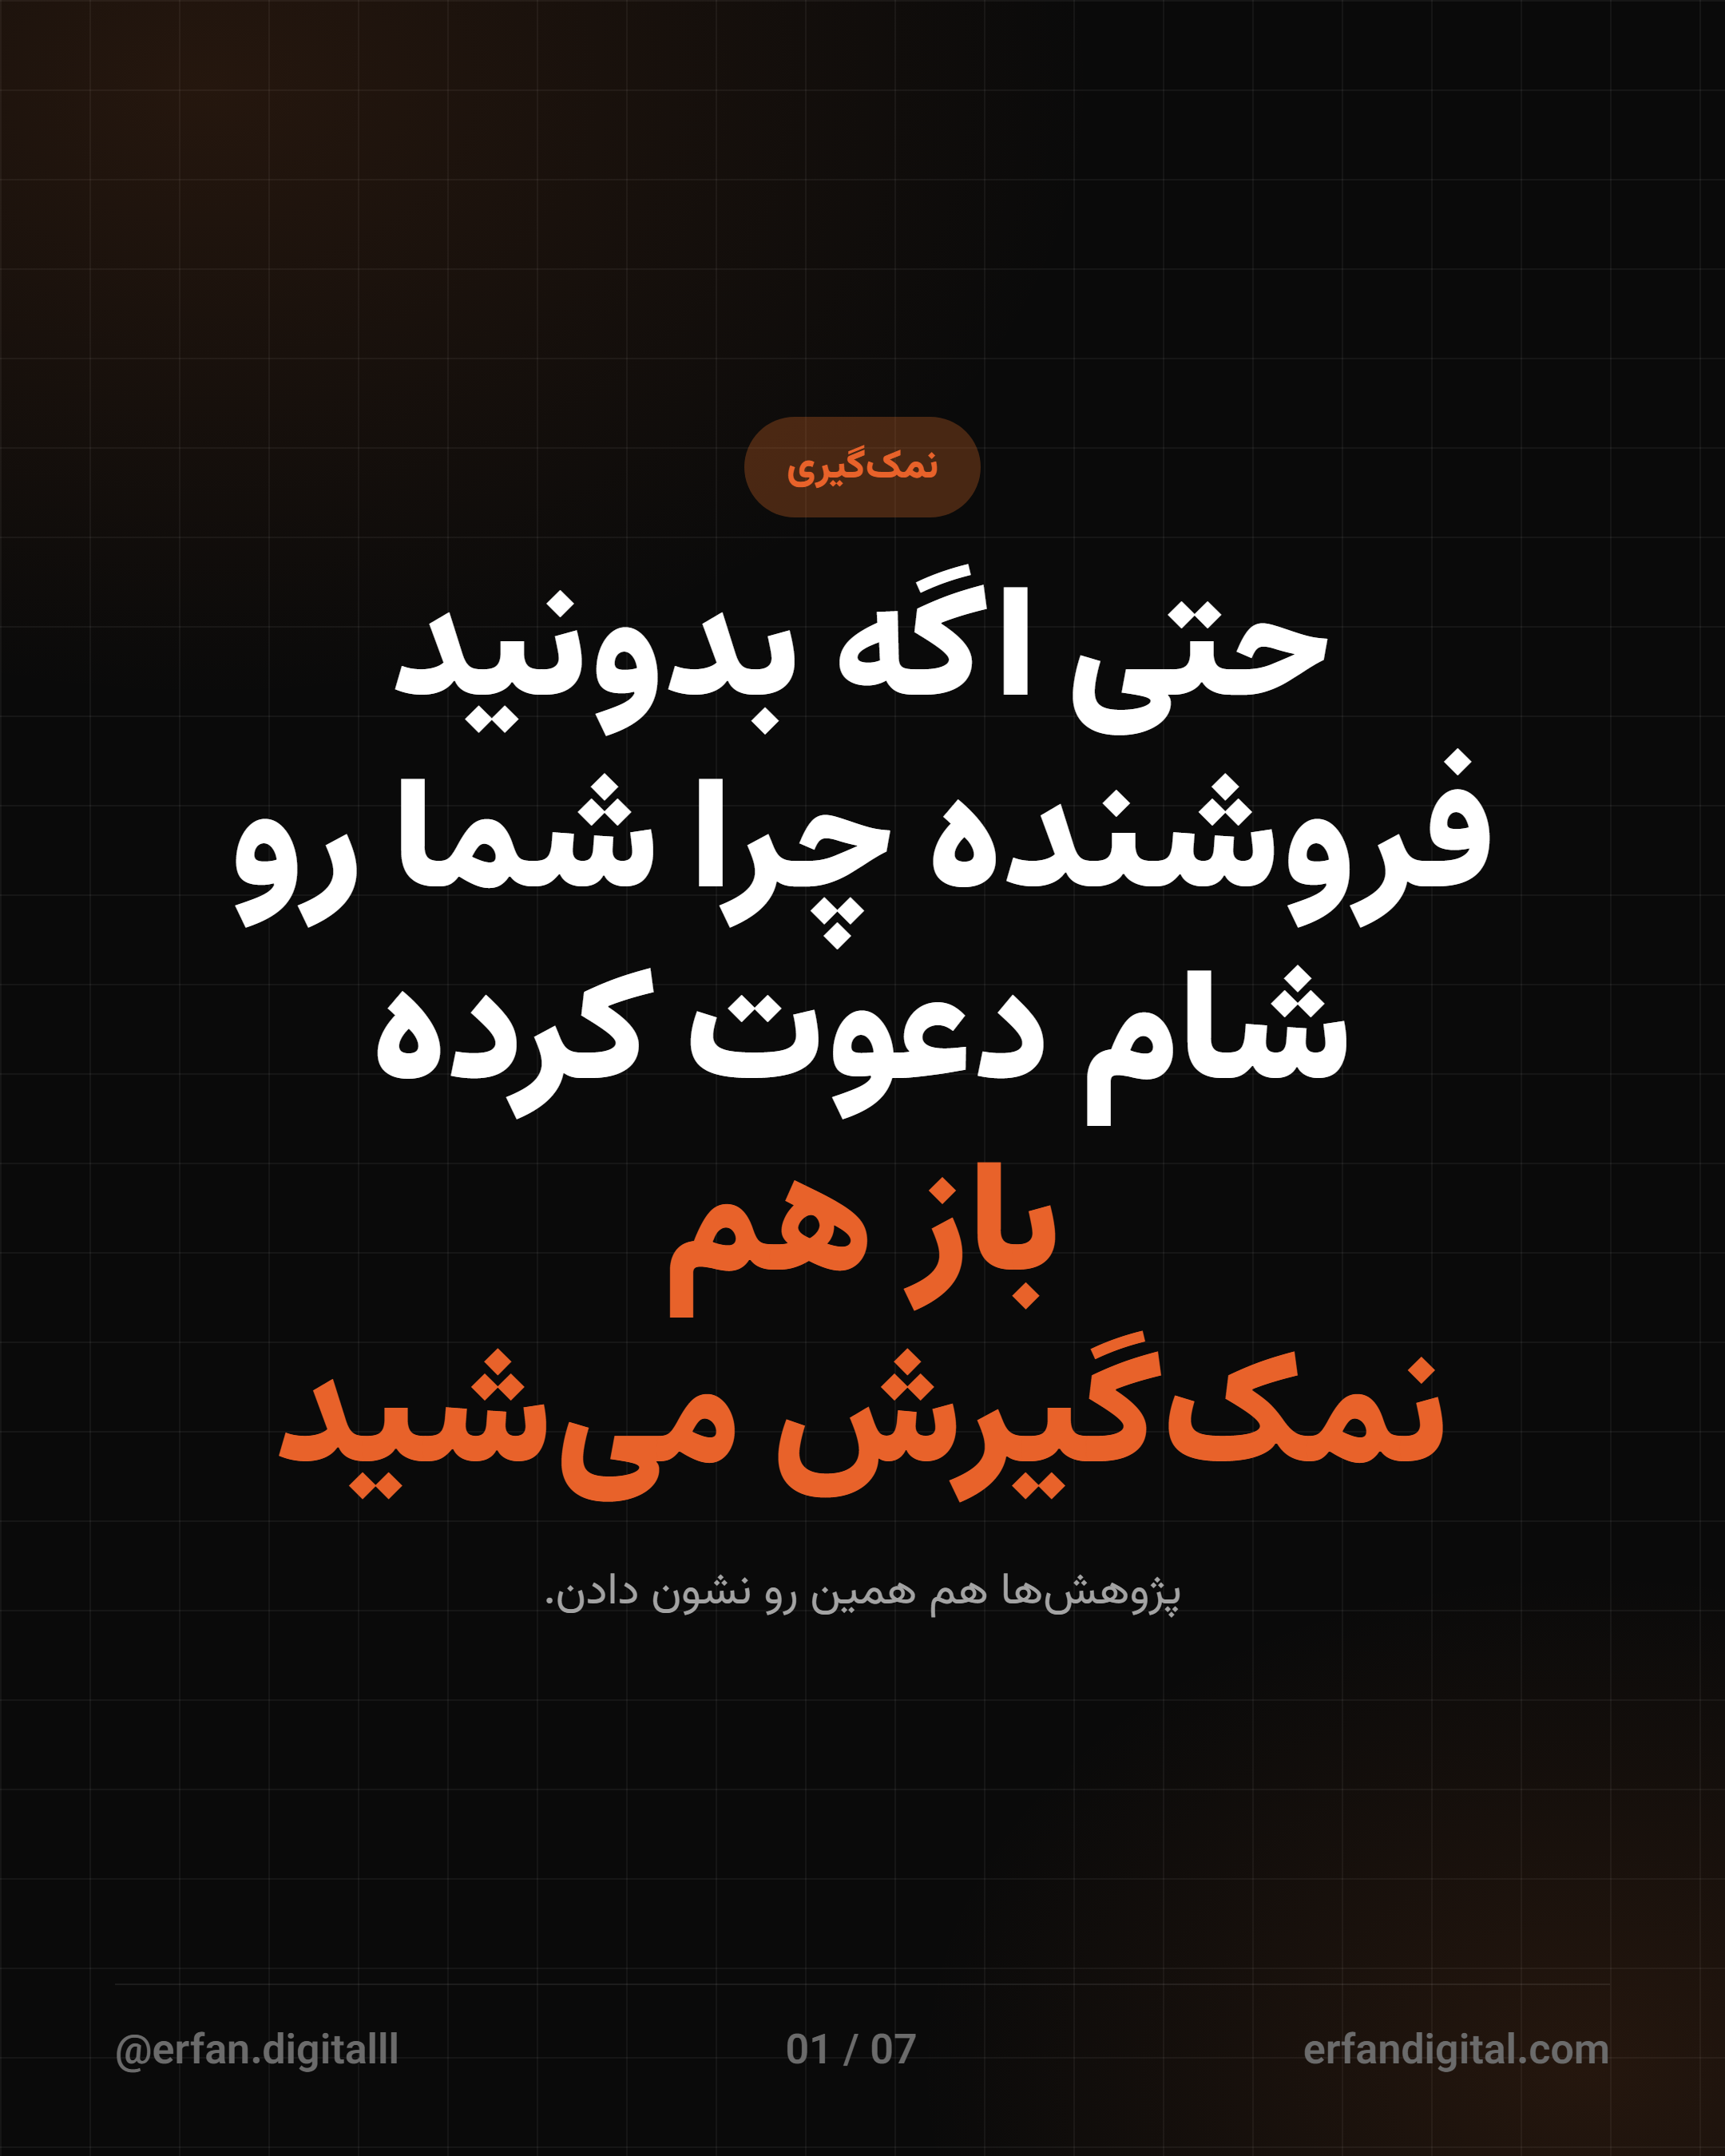 نمک‌گیری
حتی اگه بدونید
فروشنده چرا شما رو
شام دعوت کرده
باز هم
نمک‌گیرش می‌شید
پژوهش‌ها هم همین رو نشون دادن.
@erfan.digitalll
01 / 07
erfandigital.com